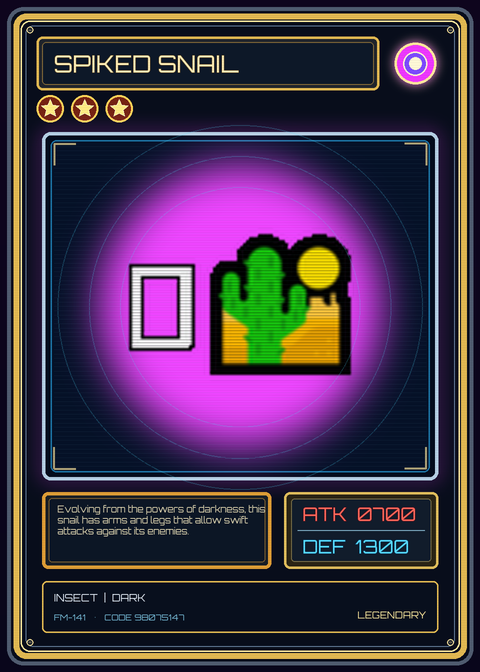 SPIKED SNAIL
Evolving from the powers of darkness, this
snail has arms and legs that allow swift
attacks against its enemies.
ATK 0700
DEF 1300
INSECT | DARK
FM-141 · CODE 98075147
LEGENDARY